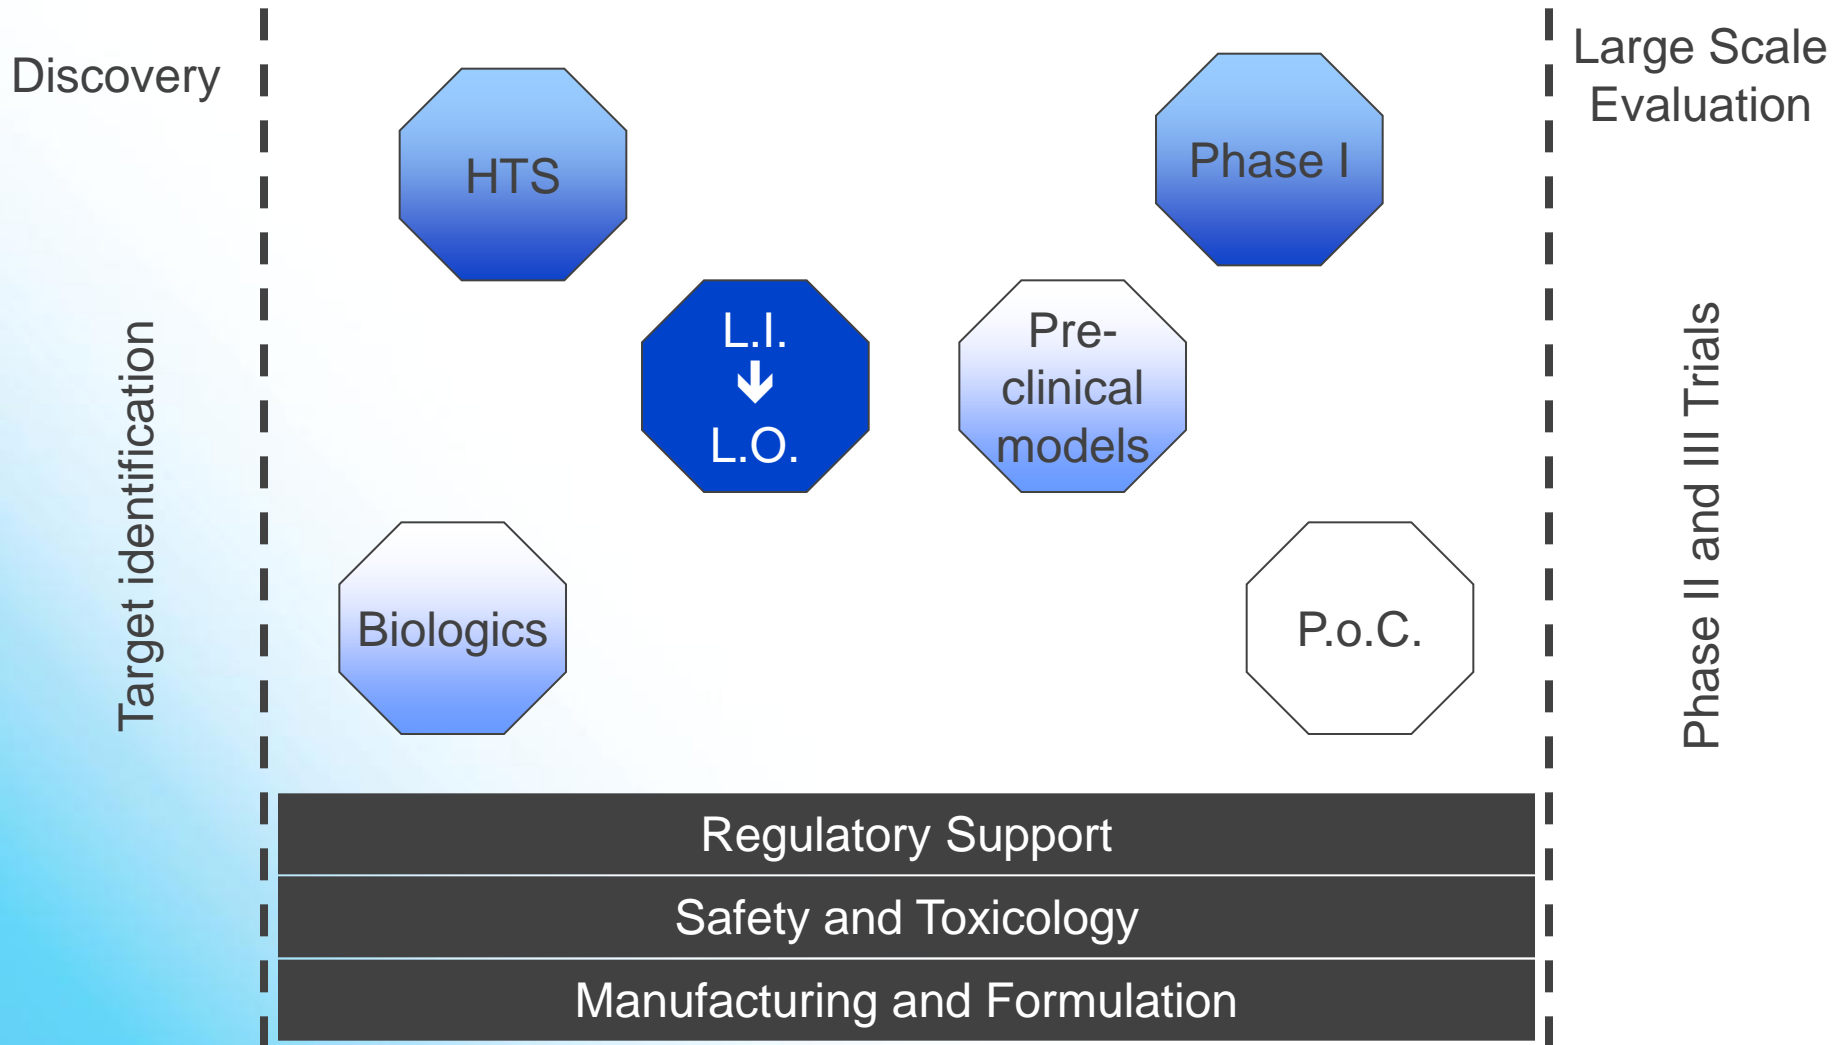 Discovery
Target identification
HTS
L.I.
🡻
L.O.
Biologics
Pre-
clinical
models
Phase I
P.o.C.
Regulatory Support
Safety and Toxicology
Manufacturing and Formulation
Large Scale
Evaluation
Phase II and III Trials